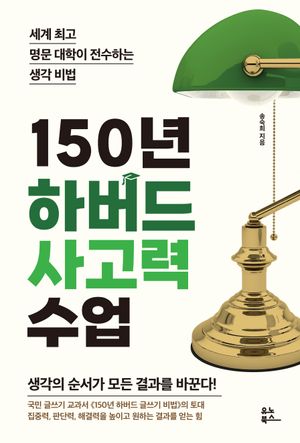 세계 최고
명문 대학이 전수하는
생각 비법
송숙희 지음
150년
하버드
사고력
수업
생각의 순서가 모든 결과를 바꾼다!
국민 글쓰기 교과서 《150년 하버드 글쓰기 비법》의 토대
집중력, 판단력, 해결력을 높이고 원하는 결과를 얻는 힘
유노
북스